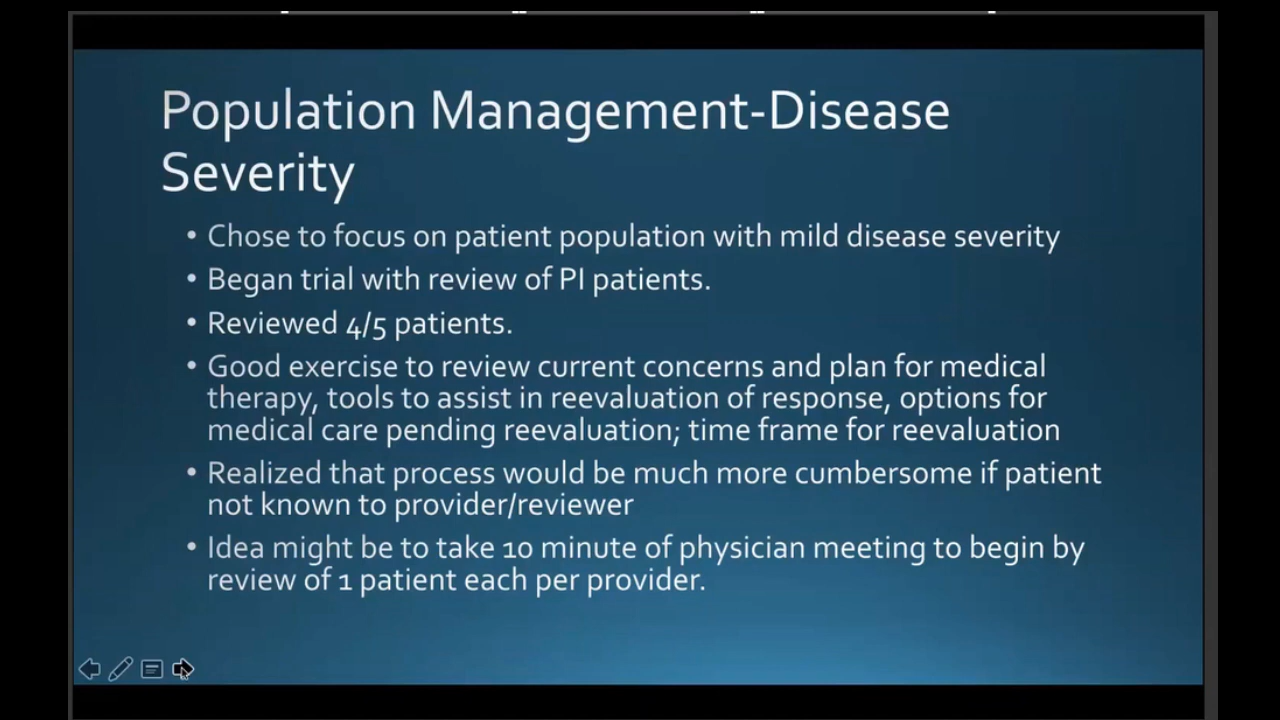 Population Management-Disease
Severity
• Chose to focus on patient population with mild disease severity
• Began trial with review of PI patients.
• Reviewed 4/5 patients.
• Good exercise to review current concerns and plan for medical
therapy, tools to assist in reevaluation of response, options for
medical care pending reevaluation; time frame for reevaluation
• Realized that process would be much more cumbersome if patient
not known to provider/reviewer
• Idea might be to take 10 minute of physician meeting to begin by
review of 1 patient each per provider.